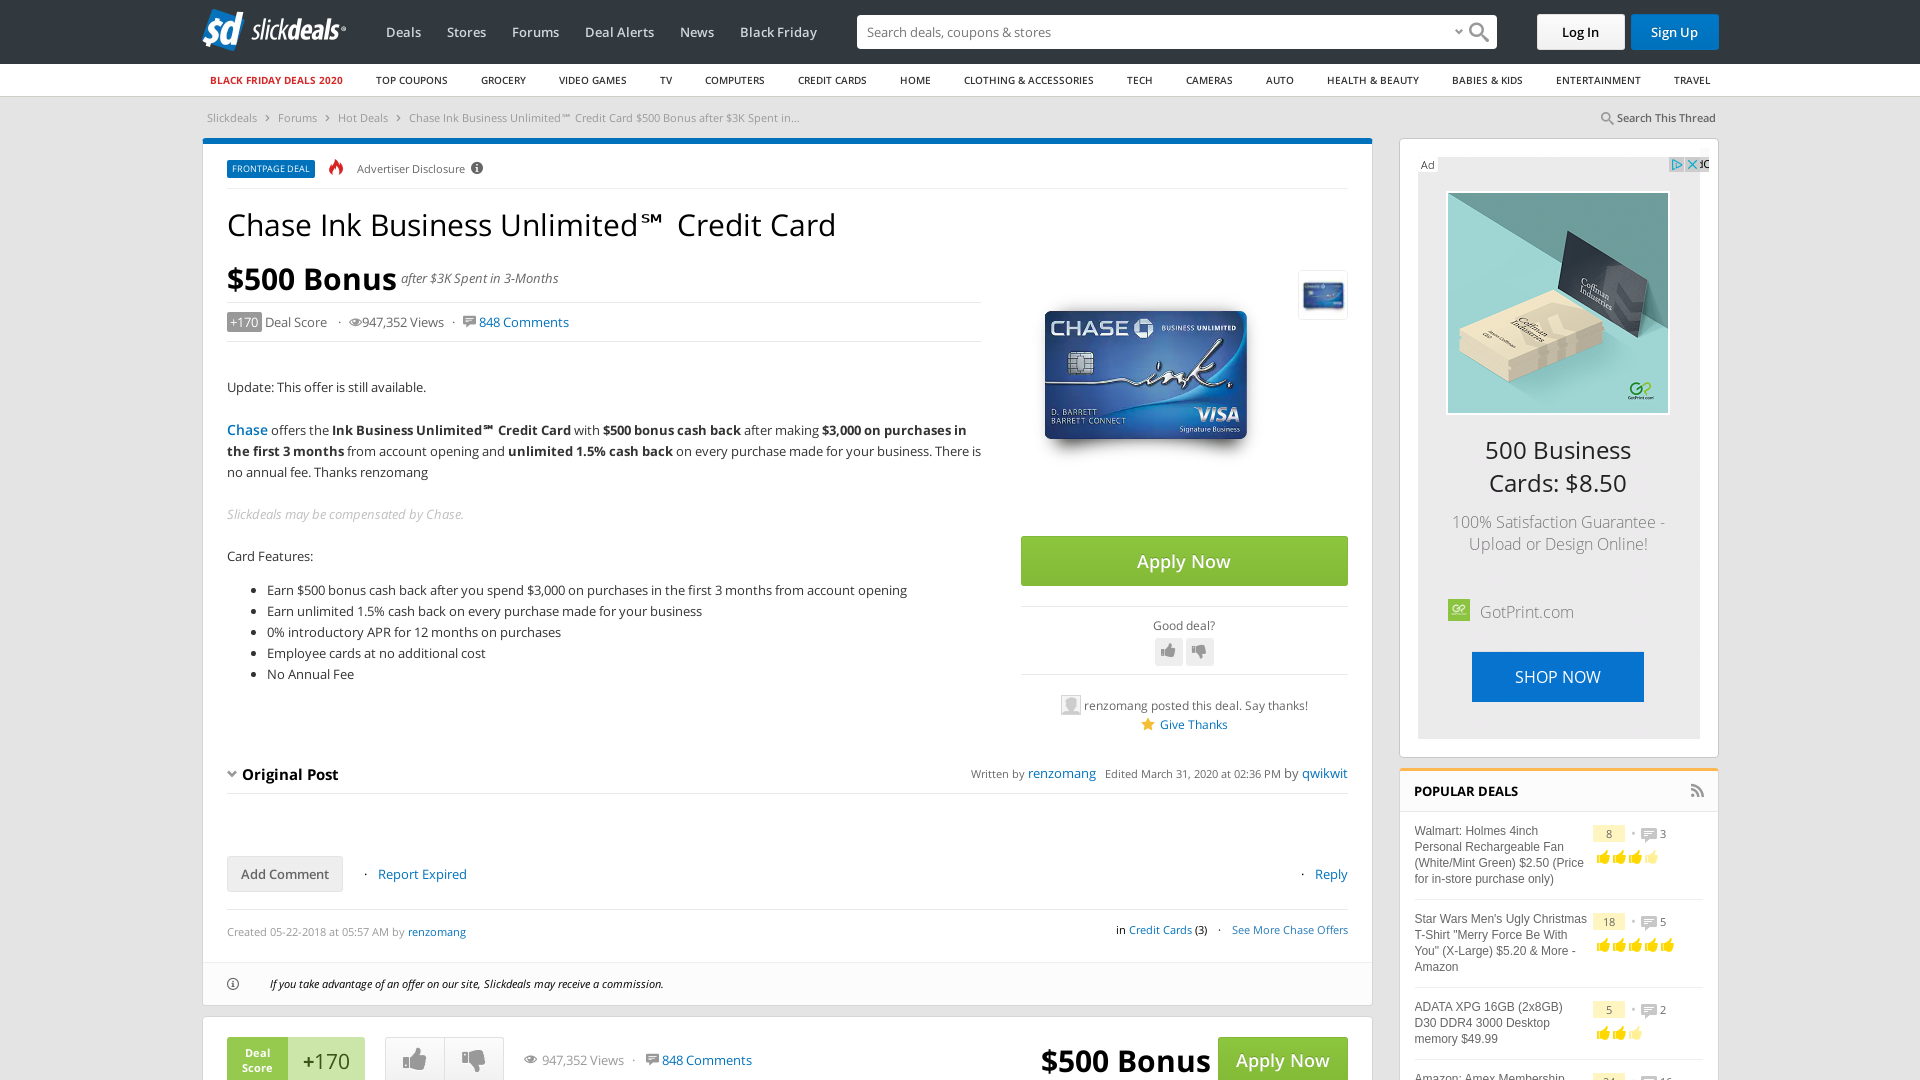 slickdeals
Deals Stores Forums Deal Alerts News Black Friday
Search deals, coupons & stores
Log In
Sign Up
BLACK FRIDAY DEALS 2020 TOP COUPONS GROCERY VIDEO GAMES TV COMPUTERS CREDIT CARDS HOME CLOTHING & ACCESSORIES TECH CAMERAS AUTO HEALTH & BEAUTY BABIES & KIDS ENTERTAINMENT TRAVEL
Slickdeals > Forums > Hot Deals > Chase Ink Business Unlimited℠ Credit Card $500 Bonus after $3K Spent in...
Search This Thread
FRONTPAGE DEAL Advertiser Disclosure
Chase Ink Business Unlimited℠ Credit Card
$500 Bonus after $3K Spent in 3-Months
+170 Deal Score · 947,352 Views · 848 Comments
Update: This offer is still available.
Chase offers the Ink Business Unlimited℠ Credit Card with $500 bonus cash back after making $3,000 on purchases in
the first 3 months from account opening and unlimited 1.5% cash back on every purchase made for your business. There is
no annual fee. Thanks renzomang
Slickdeals may be compensated by Chase.
Card Features:
• Earn $500 bonus cash back after you spend $3,000 on purchases in the first 3 months from account opening
• Earn unlimited 1.5% cash back on every purchase made for your business
• 0% introductory APR for 12 months on purchases
• Employee cards at no additional cost
• No Annual Fee
CHASE BUSINESS UNLIMITED
ink.
D. BARRETT
BARRETT CONNECT
VISA
Signature Business
Apply Now
Good deal?
renzomang posted this deal. Say thanks!
Give Thanks
Original Post
Written by renzomang Edited March 31, 2020 at 02:36 PM by qwikwit
Add Comment · Report Expired
· Reply
Created 05-22-2018 at 05:57 AM by renzomang
in Credit Cards (3) · See More Chase Offers
If you take advantage of an offer on our site, Slickdeals may receive a commission.
Deal
Score
+170
947,352 Views · 848 Comments
$500 Bonus
Apply Now
Ad
Coffman
Industries
Coffman
Industries
GotPrint.com
500 Business
Cards: $8.50
100% Satisfaction Guarantee -
Upload or Design Online!
GotPrint.com
SHOP NOW
POPULAR DEALS
Walmart: Holmes 4inch
Personal Rechargeable Fan
(White/Mint Green) $2.50 (Price
for in-store purchase only)
8 • 3
Star Wars Men's Ugly Christmas
T-Shirt "Merry Force Be With
You" (X-Large) $5.20 & More -
Amazon
18 • 5
ADATA XPG 16GB (2x8GB)
D30 DDR4 3000 Desktop
memory $49.99
5 • 2
Amazon: Amex Membership